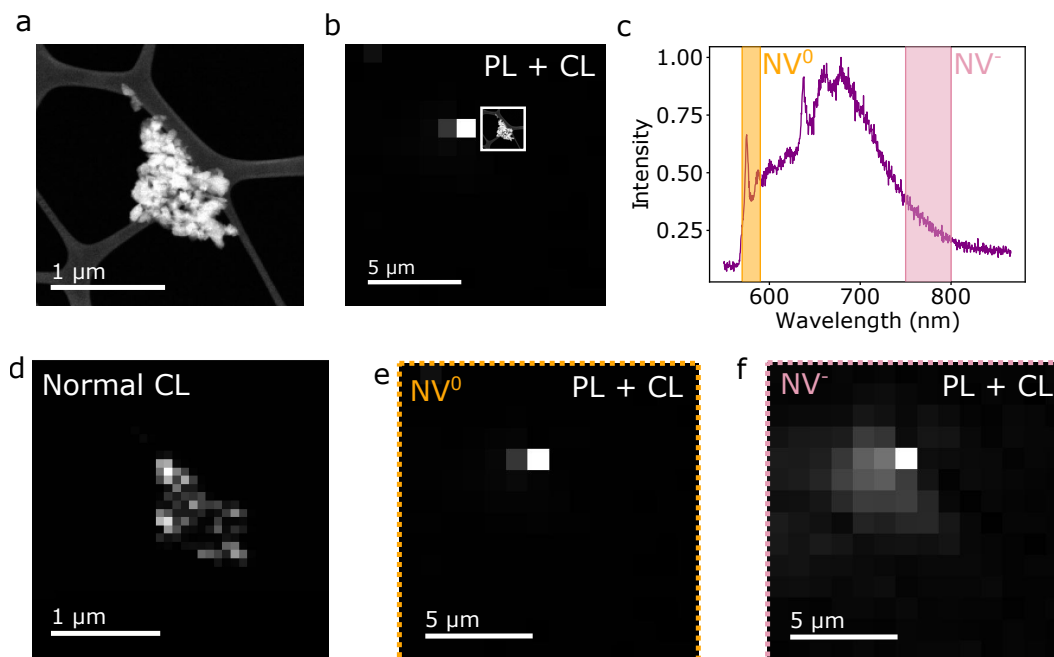 a
1 μm
b
PL + CL
5 μm
c
NV⁰
NV⁻
1.00
0.75
0.50
0.25
Intensity
600
700
800
Wavelength (nm)
d
Normal CL
1 μm
e
NV⁰
PL + CL
5 μm
f
NV⁻
PL + CL
5 μm